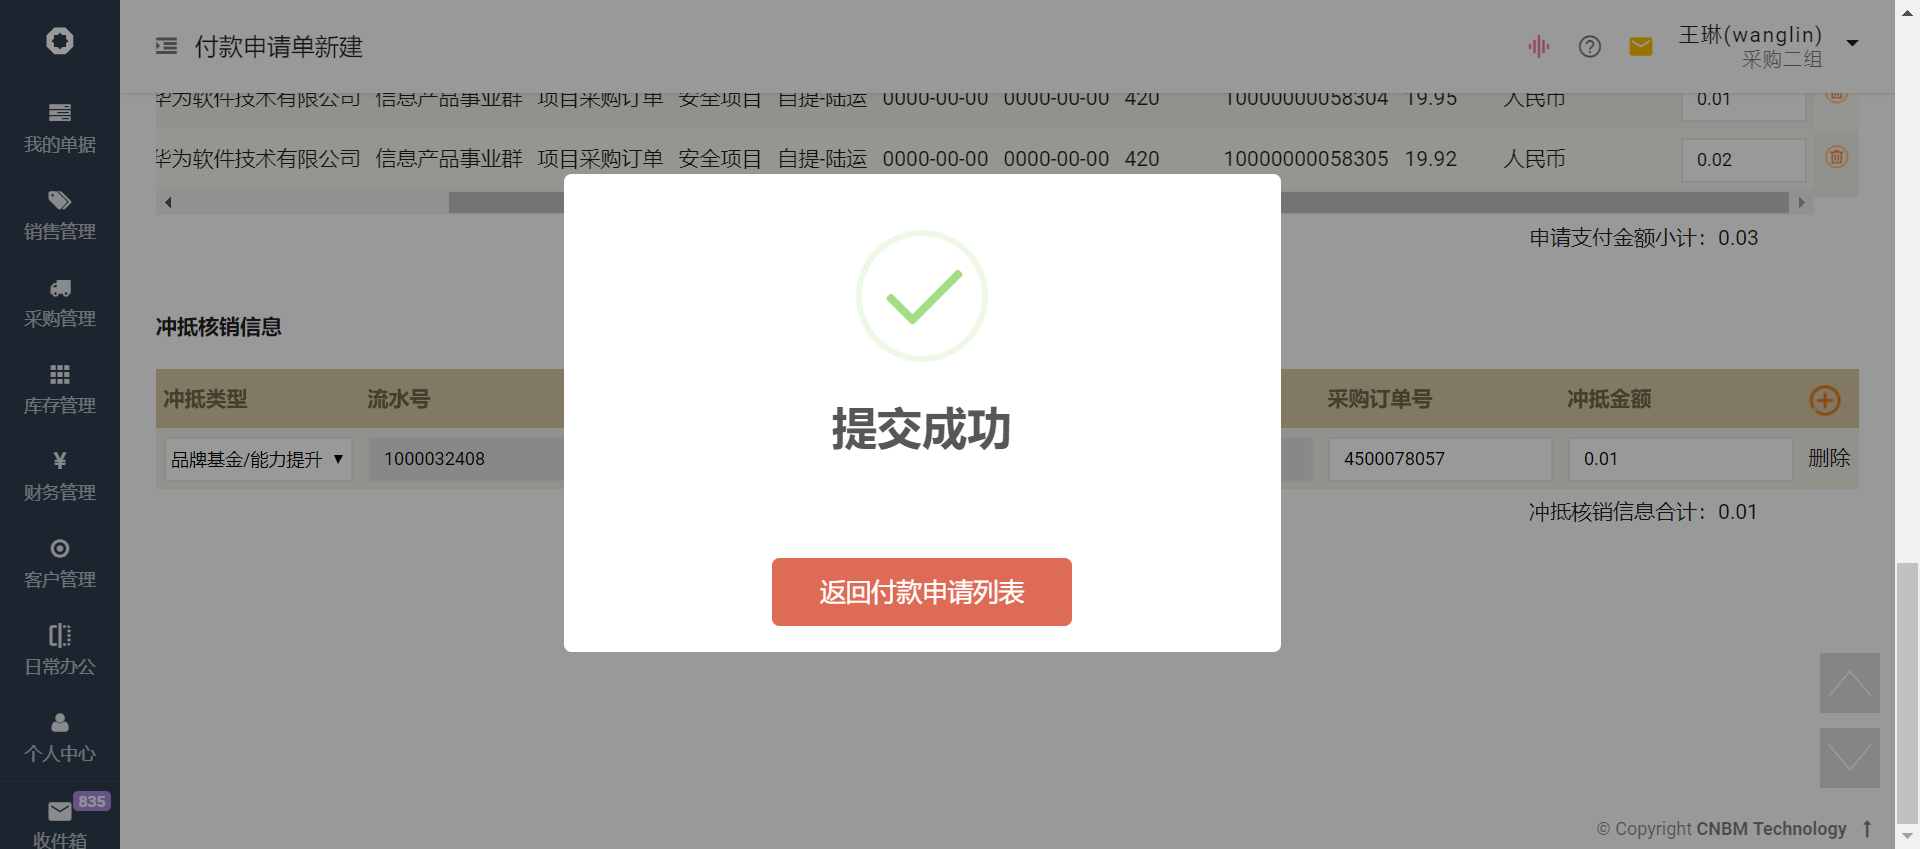 付款申请单新建
王琳(wanglin)
采购二组
我的单据
销售管理
采购管理
库存管理
财务管理
客户管理
日常办公
个人中心
835
收件箱
华为软件技术有限公司 信息产品事业群 项目采购订单 安全项目 自提-陆运 0000-00-00 0000-00-00 420 10000000058304 19.95 人民币 0.01
华为软件技术有限公司 信息产品事业群 项目采购订单 安全项目 自提-陆运 0000-00-00 0000-00-00 420 10000000058305 19.92 人民币 0.02
申请支付金额小计：0.03
冲抵核销信息
冲抵类型 流水号 采购订单号 冲抵金额
品牌基金/能力提升 1000032408 4500078057 0.01 删除
冲抵核销信息合计：0.01
提交成功
返回付款申请列表
© Copyright CNBM Technology